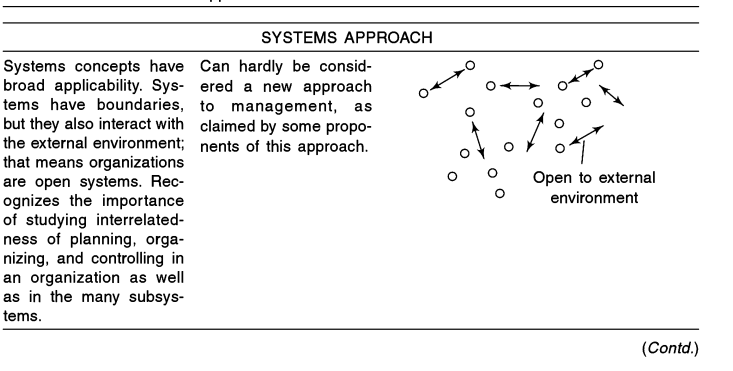 SYSTEMS APPROACH
Systems concepts have
broad applicability. Sys-
tems have boundaries,
but they also interact with
the external environment;
that means organizations
are open systems. Rec-
ognizes the importance
of studying interrelated-
ness of planning, orga-
nizing, and controlling in
an organization as well
as in the many subsys-
tems.
Can hardly be consid-
ered a new approach
to management, as
claimed by some propo-
nents of this approach.
Open to external
environment
(Contd.)